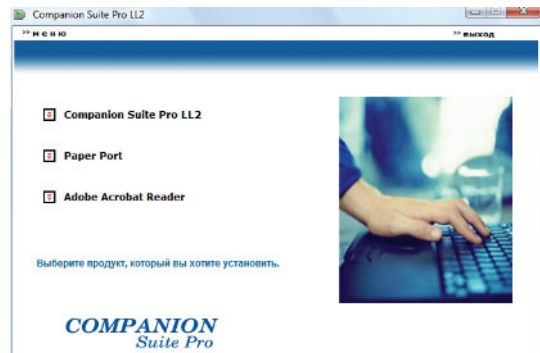 Companion Suite Pro LL2
>> меню
>> выход
Companion Suite Pro LL2
Paper Port
Adobe Acrobat Reader
Выберите продукт, который вы хотите установить.
COMPANION
Suite Pro